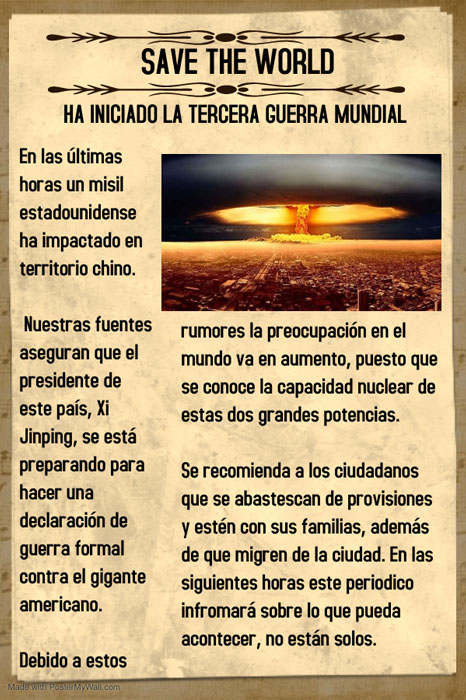 SAVE THE WORLD
HA INICIADO LA TERCERA GUERRA MUNDIAL
En las últimas
horas un misil
estadounidense
ha impactado en
territorio chino.
Nuestras fuentes
aseguran que el
presidente de
este país, Xi
Jinping, se está
preparando para
hacer una
declaración de
guerra formal
contra el gigante
americano.
Debido a estos
rumores la preocupación en el
mundo va en aumento, puesto que
se conoce la capacidad nuclear de
estas dos grandes potencias.
Se recomienda a los ciudadanos
que se abastescan de provisiones
y estén con sus familias, además
de que migren de la ciudad. En las
siguientes horas este periodico
infromará sobre lo que pueda
acontecer, no están solos.
Made with PosterMyWall.com